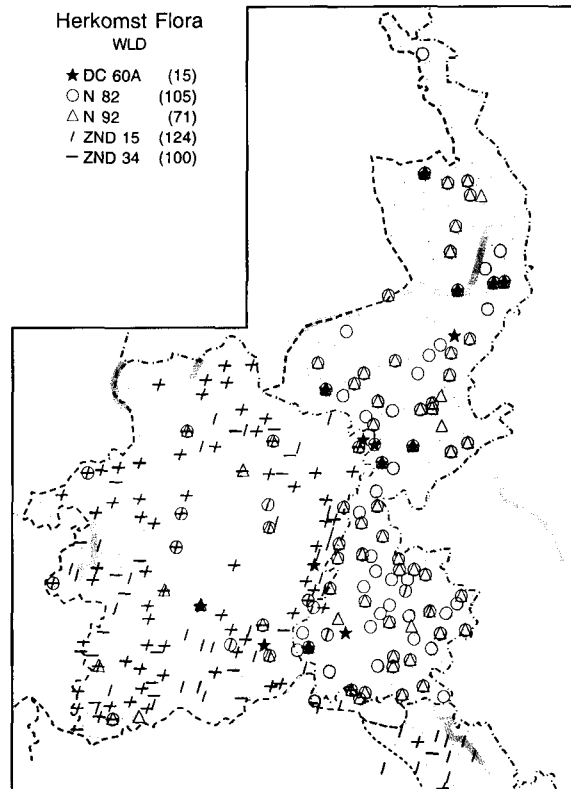 Herkomst Flora
WLD
★ DC 60A (15)
○ N 82 (105)
△ N 92 (71)
/ ZND 15 (124)
— ZND 34 (100)